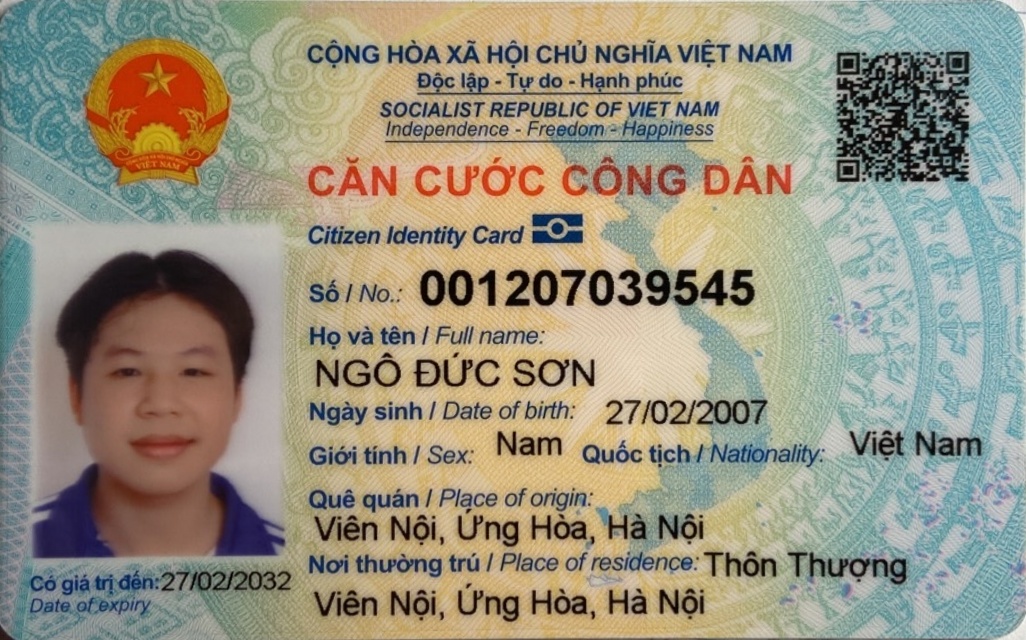 CỘNG HÒA XÃ HỘI CHỦ NGHĨA VIỆT NAM
Độc lập - Tự do - Hạnh phúc
SOCIALIST REPUBLIC OF VIET NAM
Independence - Freedom - Happiness
CĂN CƯỚC CÔNG DÂN
Citizen Identity Card
Số / No.: 001207039545
Họ và tên / Full name:
NGÔ ĐỨC SƠN
Ngày sinh / Date of birth: 27/02/2007
Giới tính / Sex: Nam Quốc tịch / Nationality: Việt Nam
Quê quán / Place of origin:
Viên Nội, Ứng Hòa, Hà Nội
Nơi thường trú / Place of residence: Thôn Thượng
Viên Nội, Ứng Hòa, Hà Nội
Có giá trị đến: 27/02/2032
Date of expiry